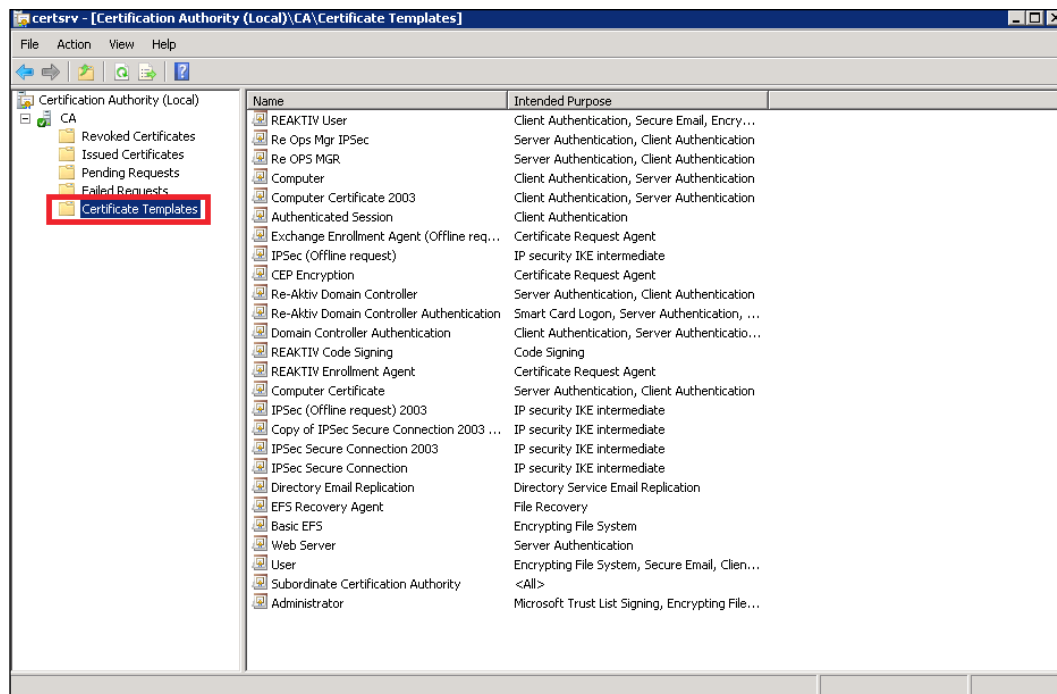 certsrv - [Certification Authority (Local)\CA\Certificate Templates]
File Action View Help
Certification Authority (Local)
CA
Revoked Certificates
Issued Certificates
Pending Requests
Failed Requests
Certificate Templates
Name Intended Purpose
REAKTIV User Client Authentication, Secure Email, Encry...
Re Ops Mgr IPSec Server Authentication, Client Authentication
Re OPS MGR Server Authentication, Client Authentication
Computer Client Authentication, Server Authentication
Computer Certificate 2003 Client Authentication, Server Authentication
Authenticated Session Client Authentication
Exchange Enrollment Agent (Offline req... Certificate Request Agent
IPSec (Offline request) IP security IKE intermediate
CEP Encryption Certificate Request Agent
Re-Aktiv Domain Controller Server Authentication, Client Authentication
Re-Aktiv Domain Controller Authentication Smart Card Logon, Server Authentication, ...
Domain Controller Authentication Client Authentication, Server Authenticatio...
REAKTIV Code Signing Code Signing
REAKTIV Enrollment Agent Certificate Request Agent
Computer Certificate Server Authentication, Client Authentication
IPSec (Offline request) 2003 IP security IKE intermediate
Copy of IPSec Secure Connection 2003 ... IP security IKE intermediate
IPSec Secure Connection 2003 IP security IKE intermediate
IPSec Secure Connection IP security IKE intermediate
Directory Email Replication Directory Service Email Replication
EFS Recovery Agent File Recovery
Basic EFS Encrypting File System
Web Server Server Authentication
User Encrypting File System, Secure Email, Clien...
Subordinate Certification Authority <All>
Administrator Microsoft Trust List Signing, Encrypting File...